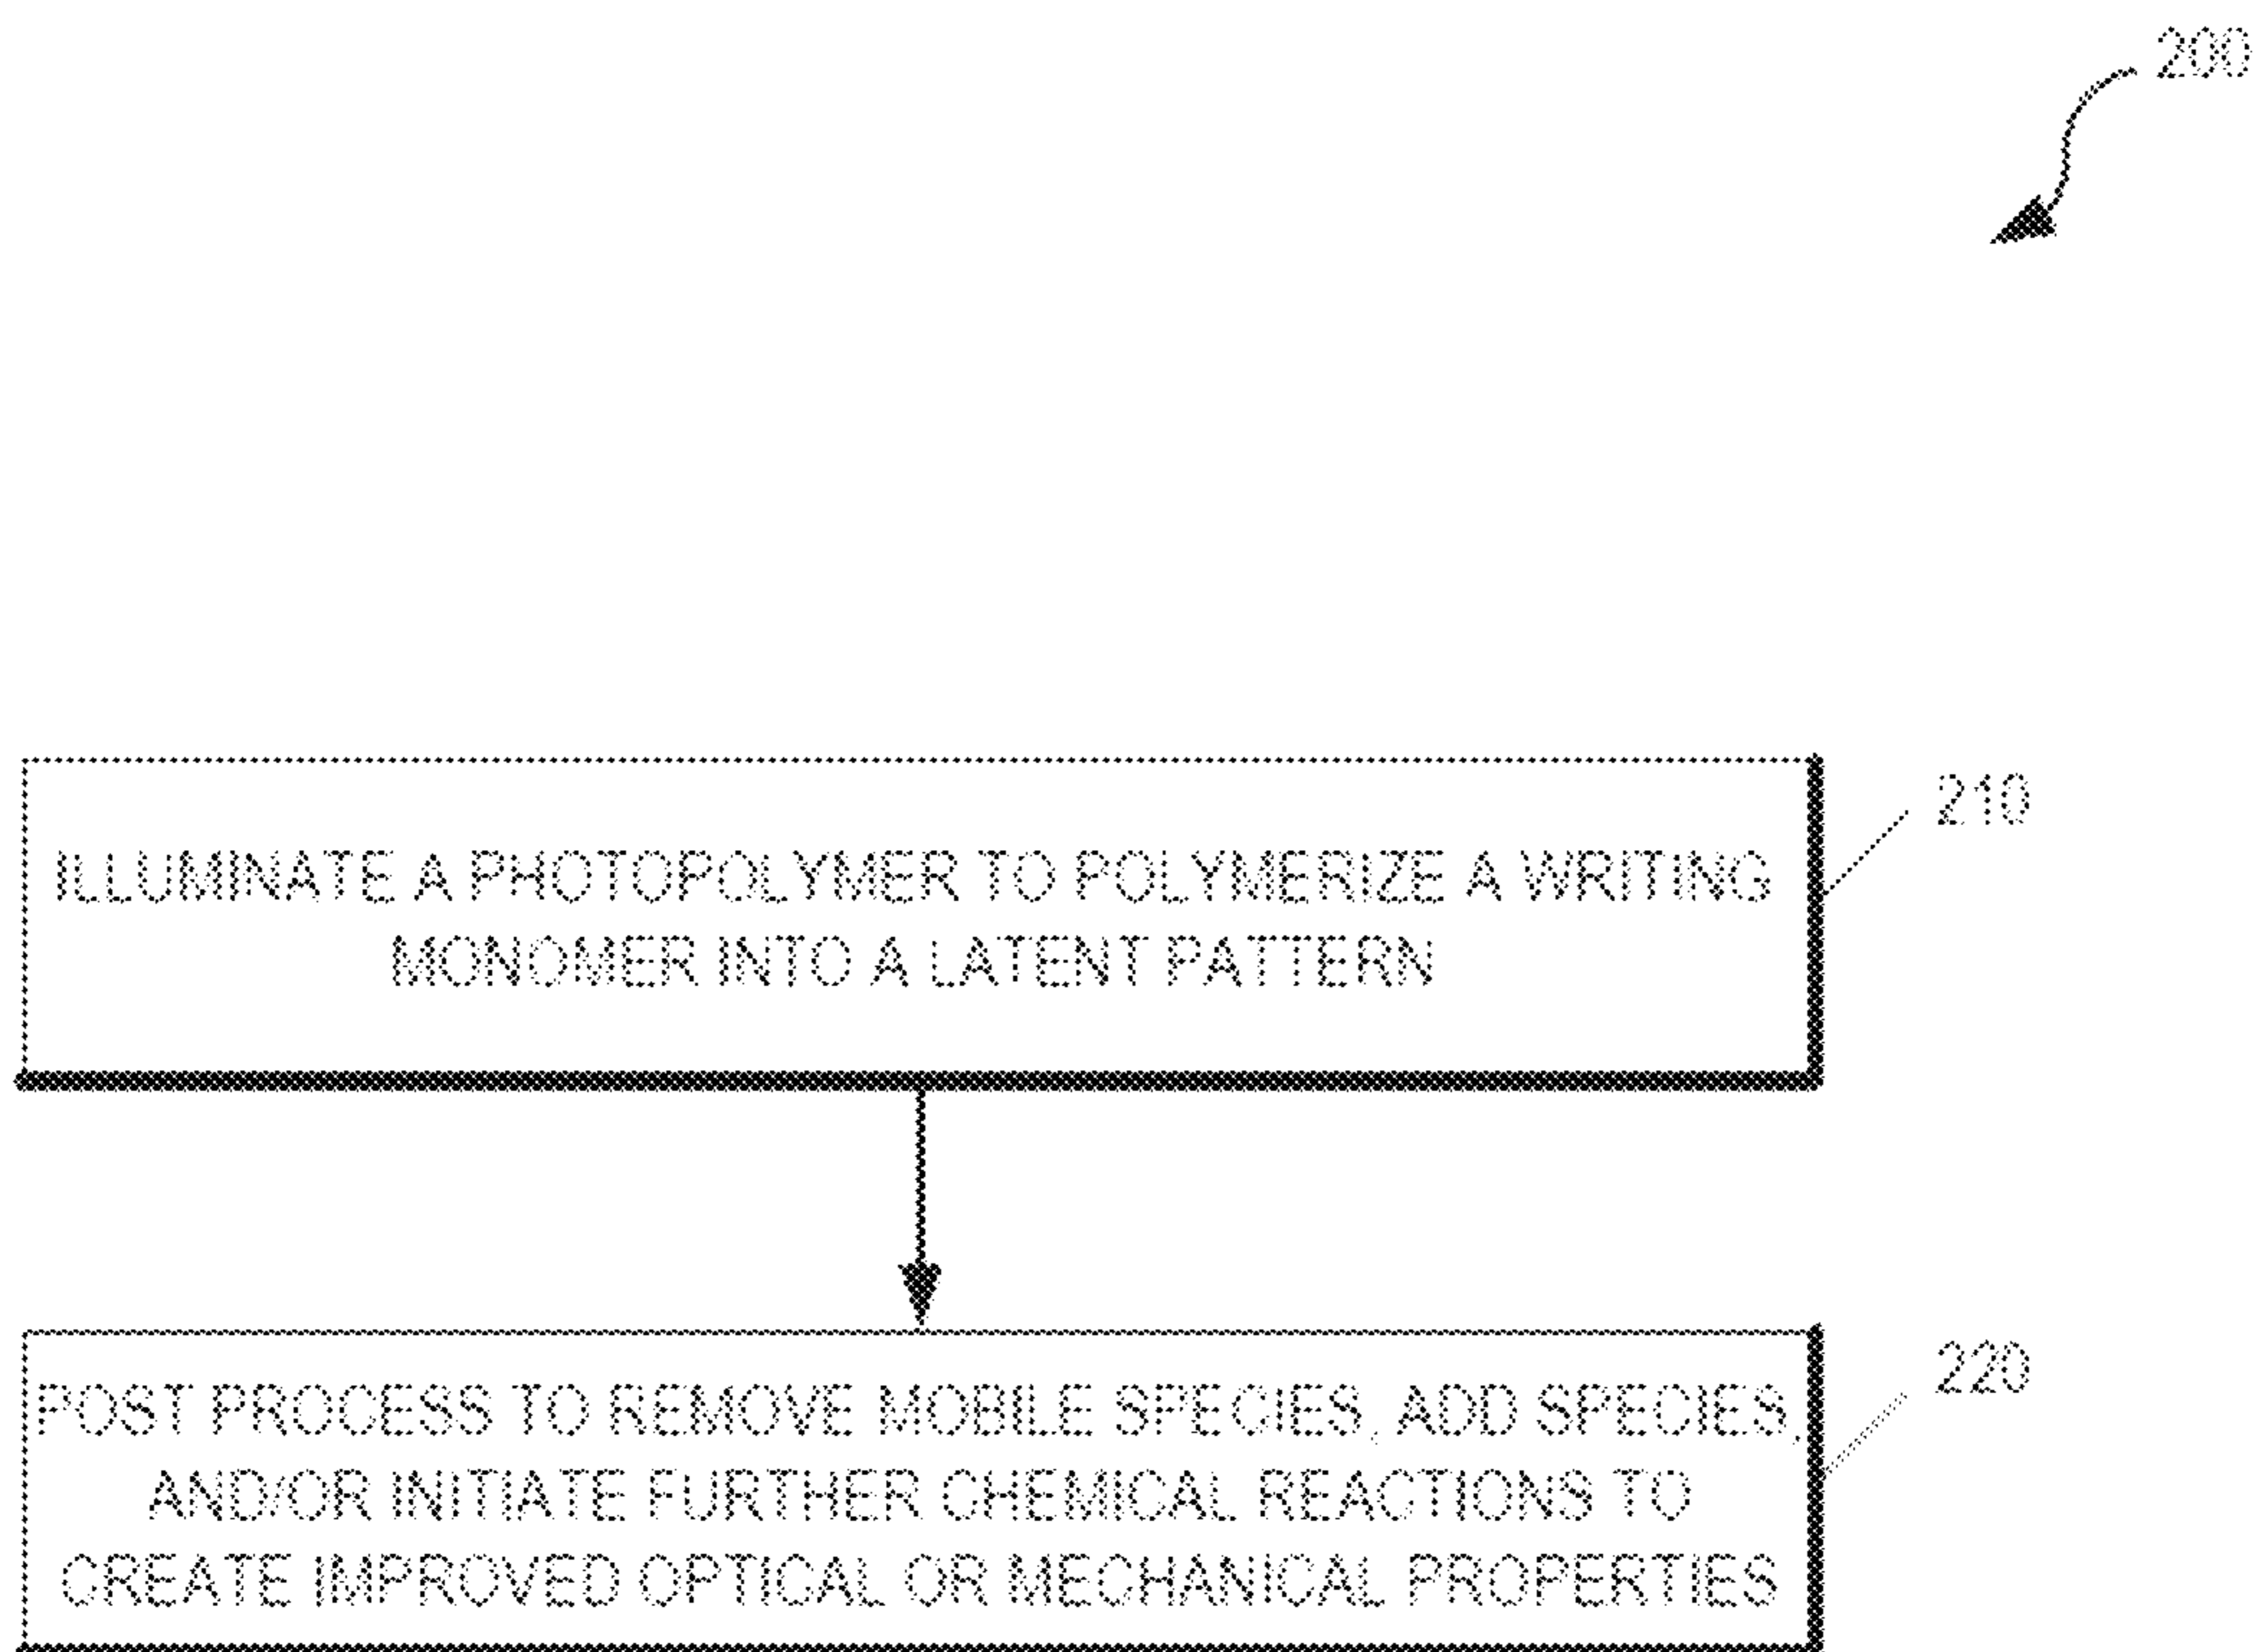 200
ILLUMINATE A PHOTOPOLYMER TO POLYMERIZE A WRITING
MONOMER INTO A LATENT PATTERN
210
POST PROCESS TO REMOVE MOBILE SPECIES, ADD SPECIES,
AND/OR INITIATE FURTHER CHEMICAL REACTIONS TO
CREATE IMPROVED OPTICAL OR MECHANICAL PROPERTIES
220